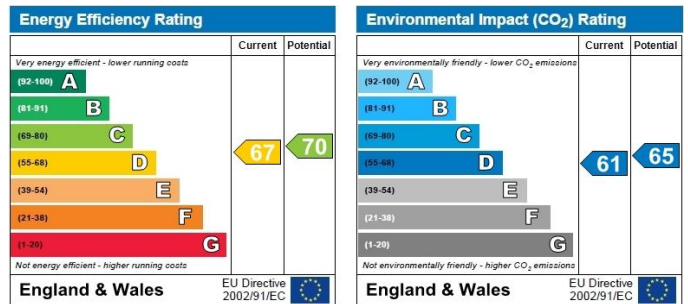 Energy Efficiency Rating
Current Potential
Very energy efficient - lower running costs
(92-100) A
(81-91) B
(69-80) C
(55-68) D
(39-54) E
(21-38) F
(1-20) G
67
70
Not energy efficient - higher running costs
England & Wales
EU Directive
2002/91/EC
Environmental Impact (CO₂) Rating
Current Potential
Very environmentally friendly - lower CO₂ emissions
(92-100) A
(81-91) B
(69-80) C
(55-68) D
(39-54) E
(21-38) F
(1-20) G
61
65
Not environmentally friendly - higher CO₂ emissions
England & Wales
EU Directive
2002/91/EC